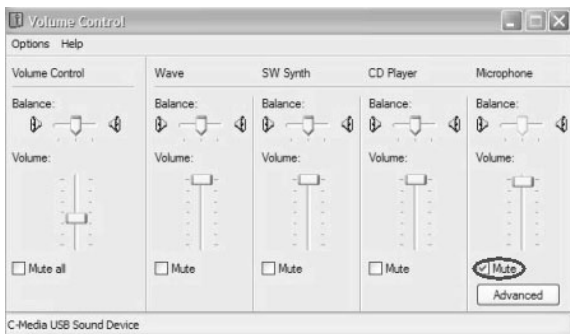 Volume Control
Options Help
Volume Control Wave SW Synth CD Player Microphone
Balance: Balance: Balance: Balance: Balance:
Volume: Volume: Volume: Volume: Volume:
Mute all Mute Mute Mute Mute
Advanced
C-Media USB Sound Device